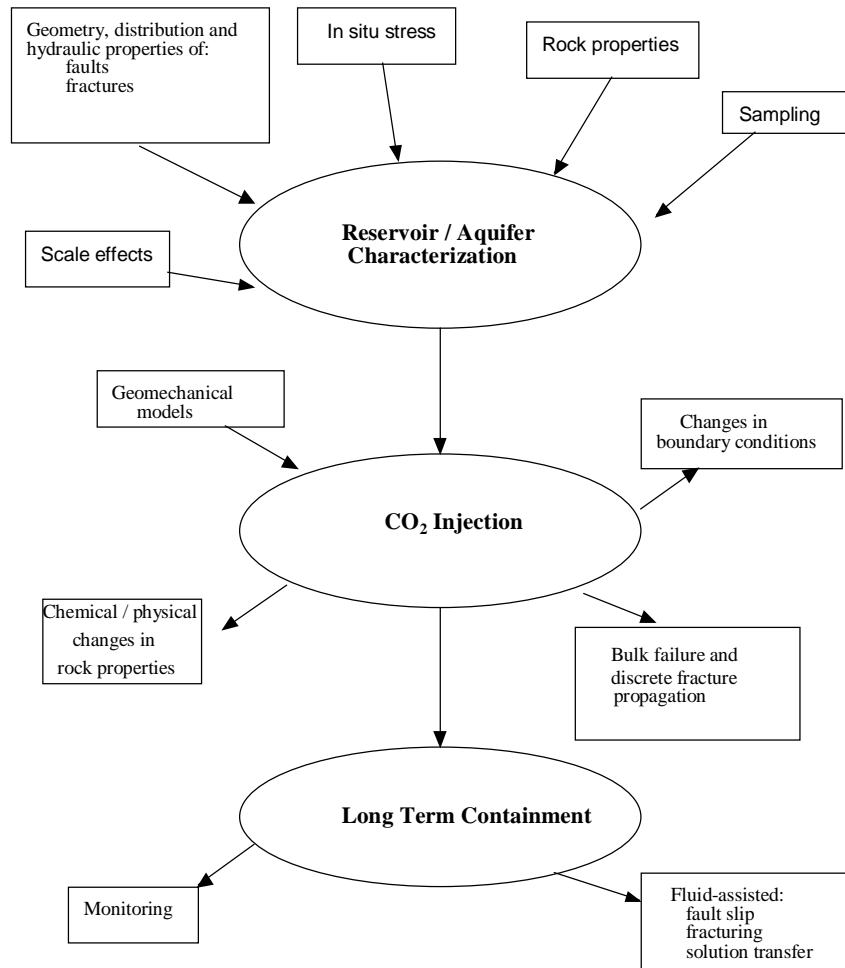 Geometry, distribution and
hydraulic properties of:
faults
fractures
In situ stress
Rock properties
Sampling
Reservoir / Aquifer
Characterization
Scale effects
Geomechanical
models
Changes in
boundary conditions
CO₂ Injection
Chemical / physical
changes in
rock properties
Bulk failure and
discrete fracture
propagation
Long Term Containment
Monitoring
Fluid-assisted:
fault slip
fracturing
solution transfer